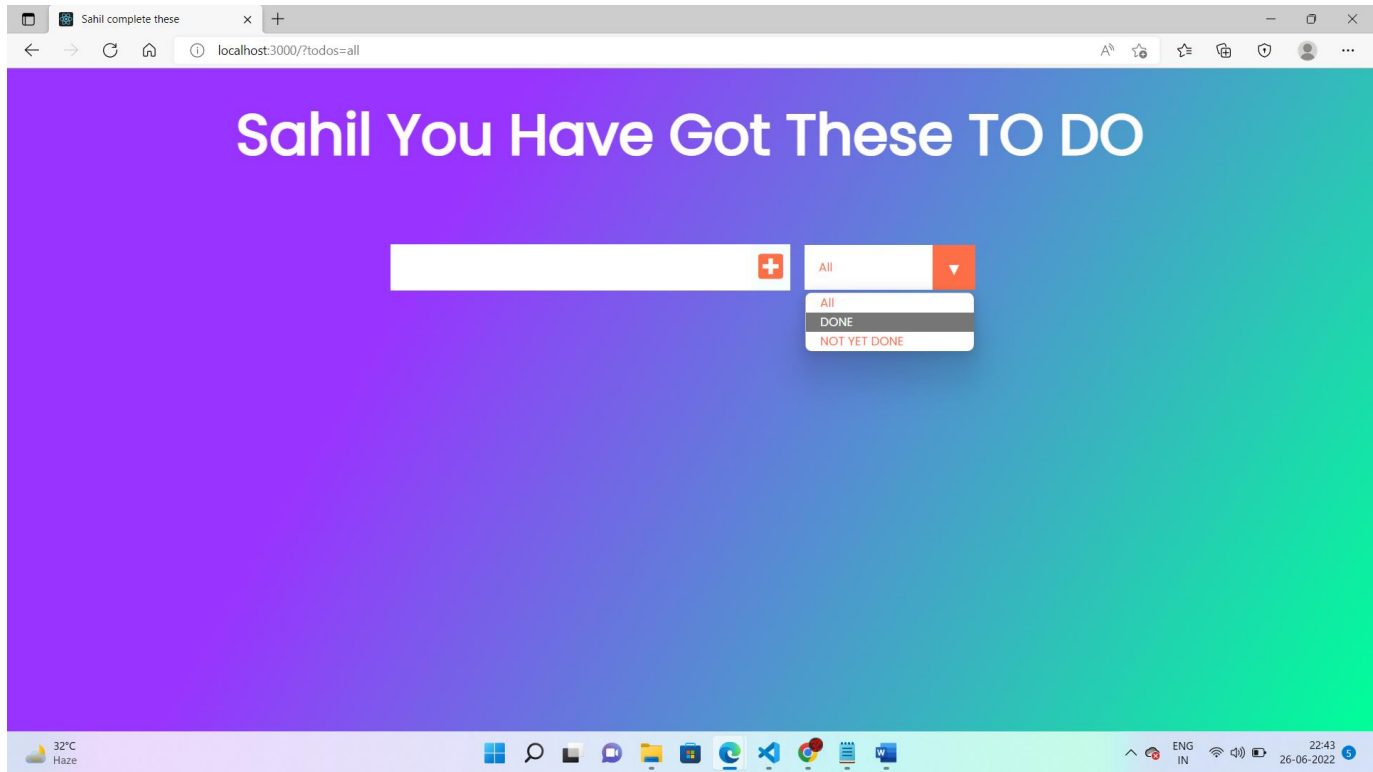 Sahil complete these
localhost:3000/?todos=all
Sahil You Have Got These TO DO
All
All
DONE
NOT YET DONE
32°C
Haze
ENG
IN
22:43
26-06-2022
5